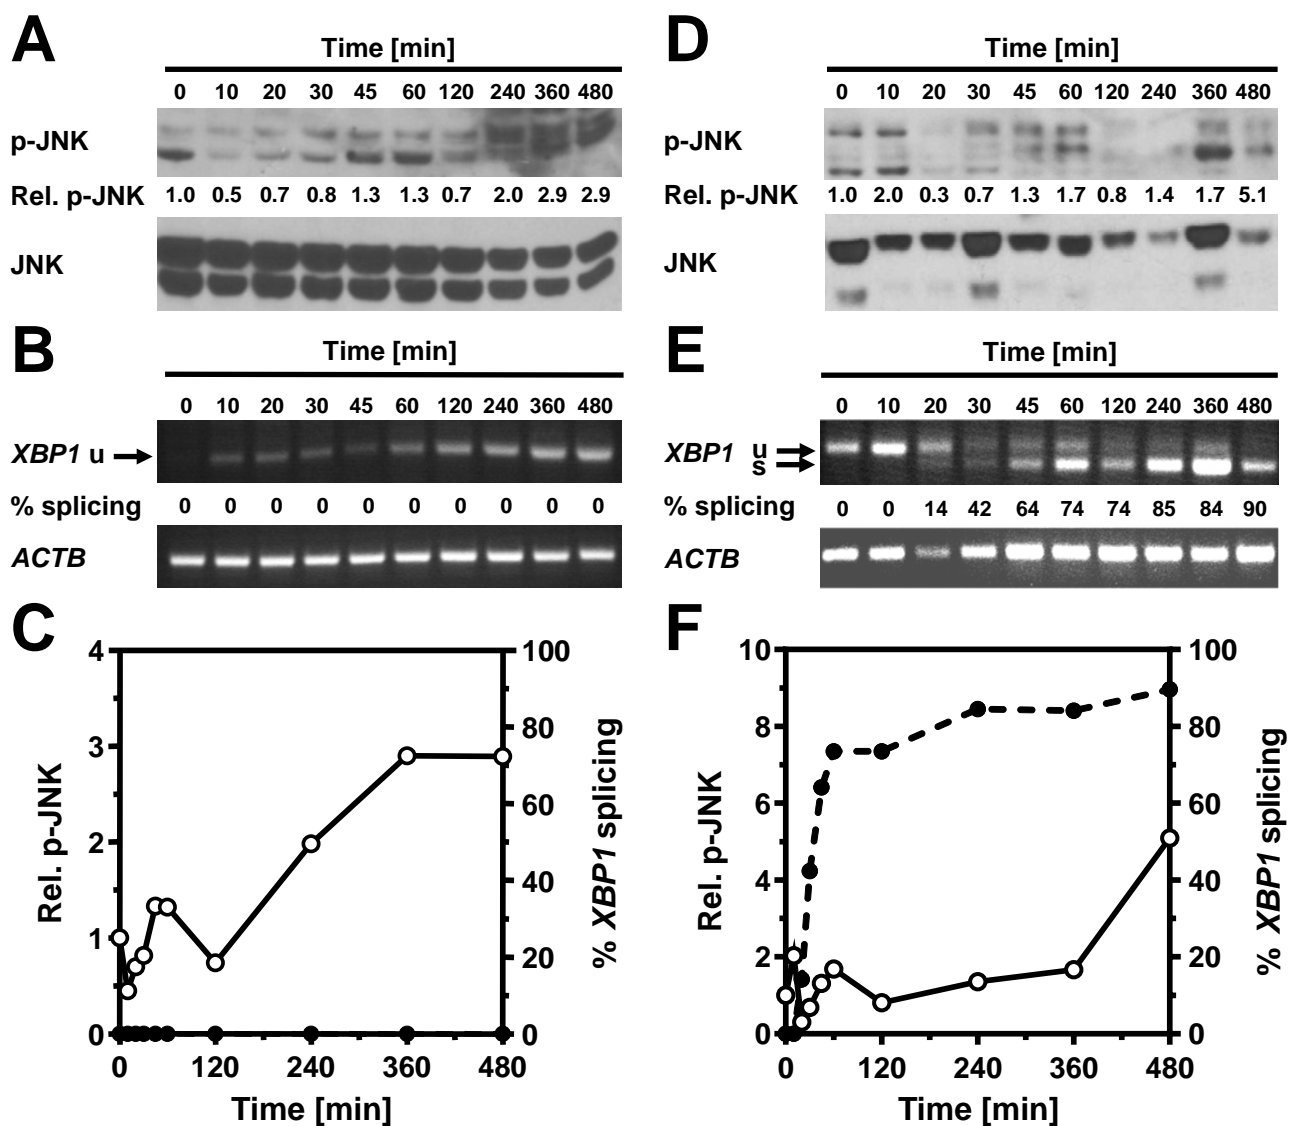 A
Time [min]
0 10 20 30 45 60 120 240 360 480
p-JNK
Rel. p-JNK 1.0 0.5 0.7 0.8 1.3 1.3 0.7 2.0 2.9 2.9
JNK
B
Time [min]
0 10 20 30 45 60 120 240 360 480
XBP1 u
% splicing 0 0 0 0 0 0 0 0 0 0
ACTB
C
4
3
2
1
0
Rel. p-JNK
100
80
60
40
20
0
% XBP1 splicing
0 120 240 360 480
Time [min]
D
Time [min]
0 10 20 30 45 60 120 240 360 480
p-JNK
Rel. p-JNK 1.0 2.0 0.3 0.7 1.3 1.7 0.8 1.4 1.7 5.1
JNK
E
Time [min]
0 10 20 30 45 60 120 240 360 480
XBP1 u
s
% splicing 0 0 14 42 64 74 74 85 84 90
ACTB
F
10
8
6
4
2
0
Rel. p-JNK
100
80
60
40
20
0
% XBP1 splicing
0 120 240 360 480
Time [min]